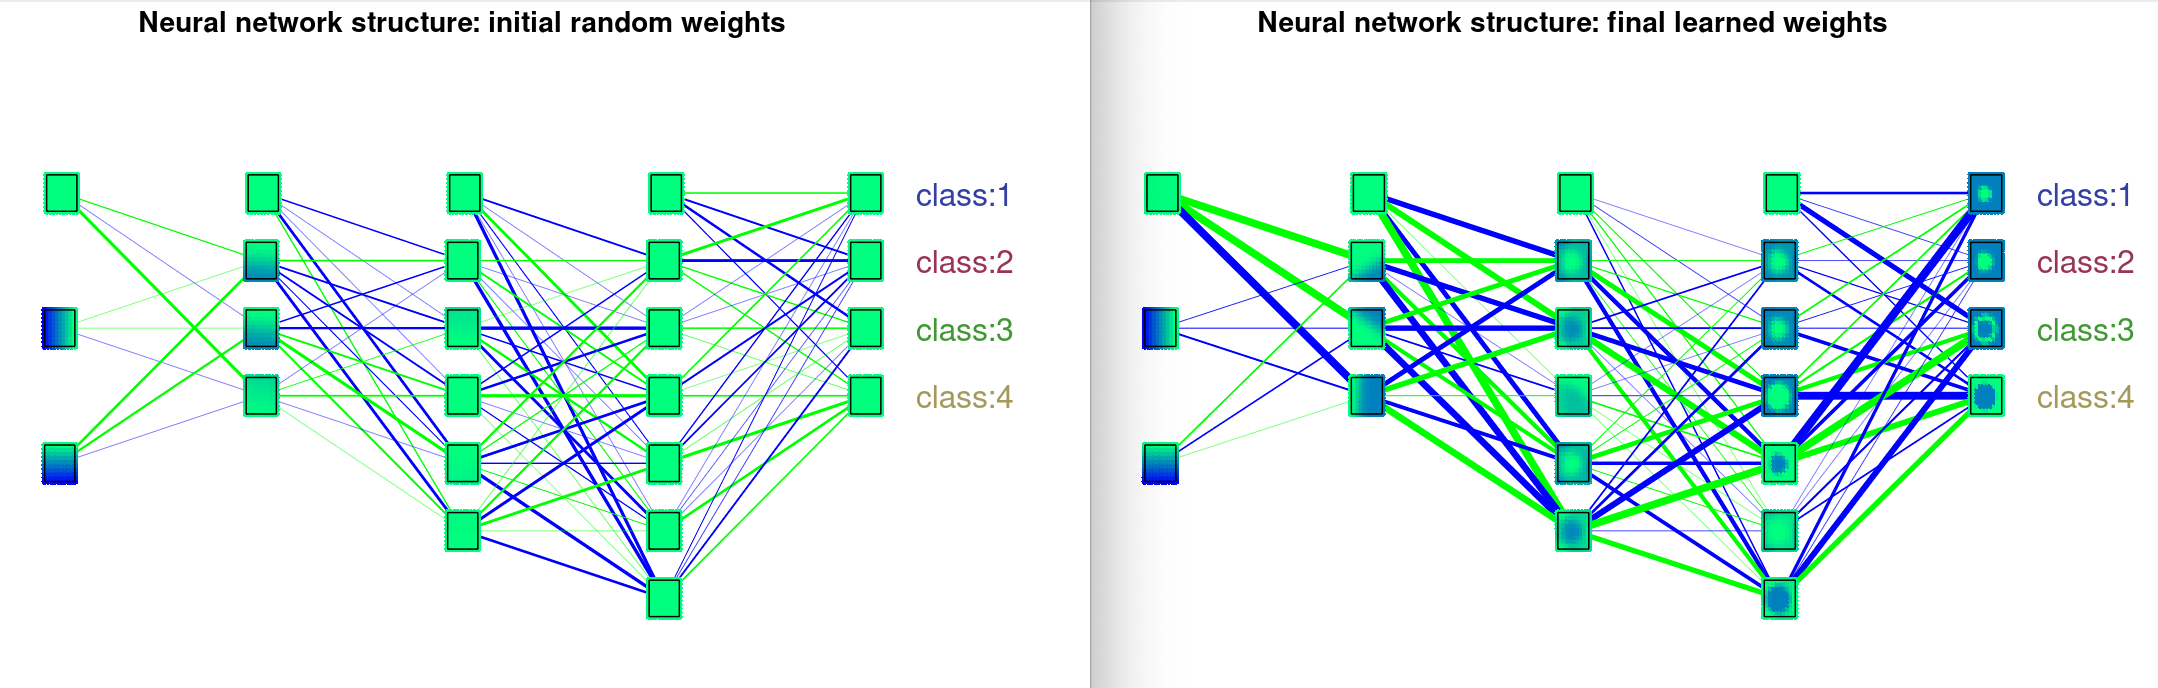 Neural network structure: initial random weights
class:1
class:2
class:3
class:4
Neural network structure: final learned weights
class:1
class:2
class:3
class:4